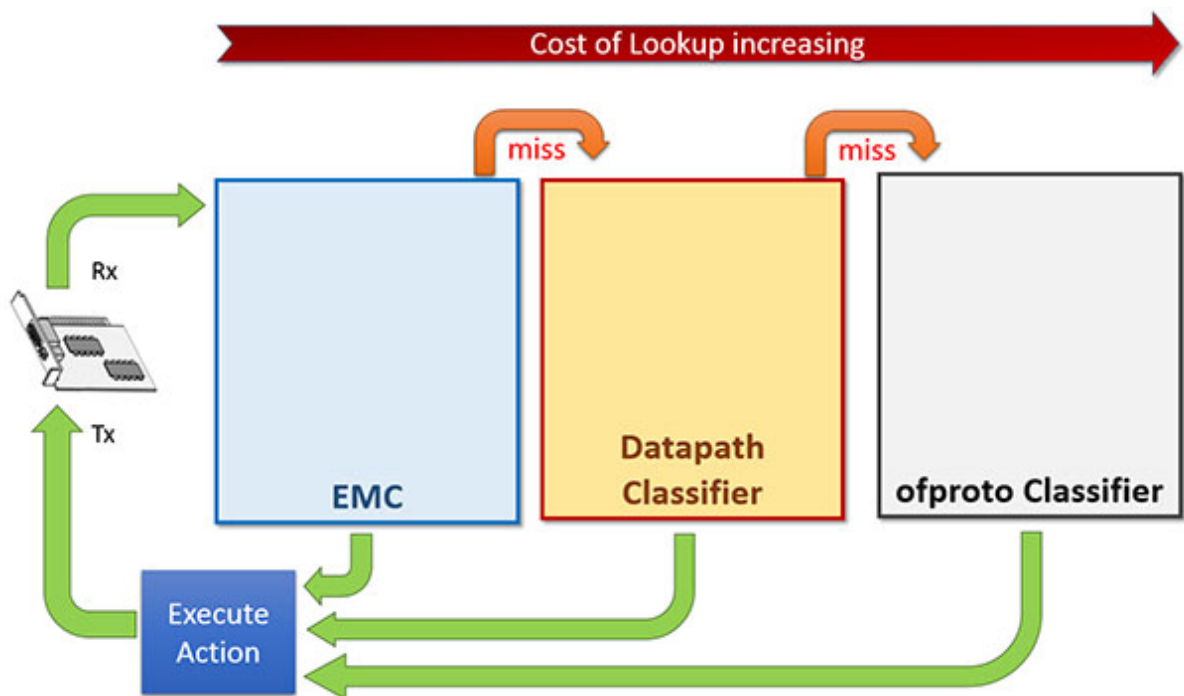 Cost of Lookup increasing
miss
miss
Rx
Tx
EMC
Datapath
Classifier
ofproto Classifier
Execute
Action